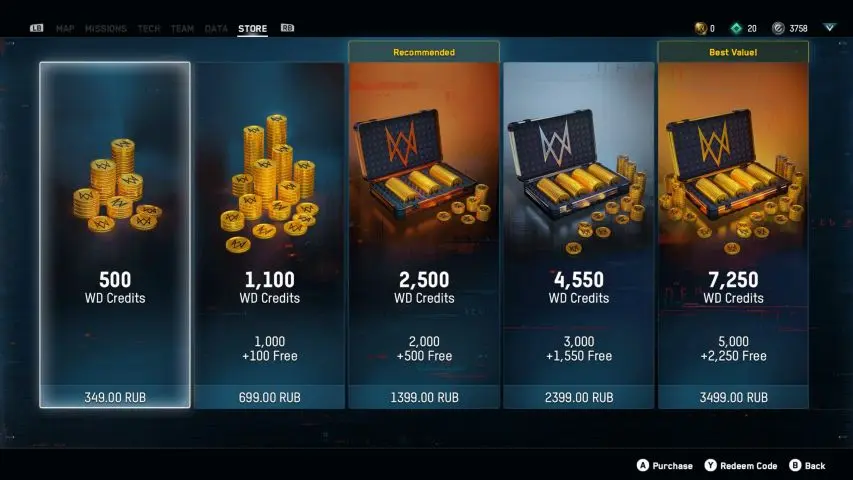 LB MAP MISSIONS TECH TEAM DATA STORE RB 0 20 3758
Recommended
Best Value!
500
WD Credits
349.00 RUB
1,100
WD Credits
1,000
+100 Free
699.00 RUB
2,500
WD Credits
2,000
+500 Free
1399.00 RUB
4,550
WD Credits
3,000
+1,550 Free
2399.00 RUB
7,250
WD Credits
5,000
+2,250 Free
3499.00 RUB
A Purchase Y Redeem Code B Back